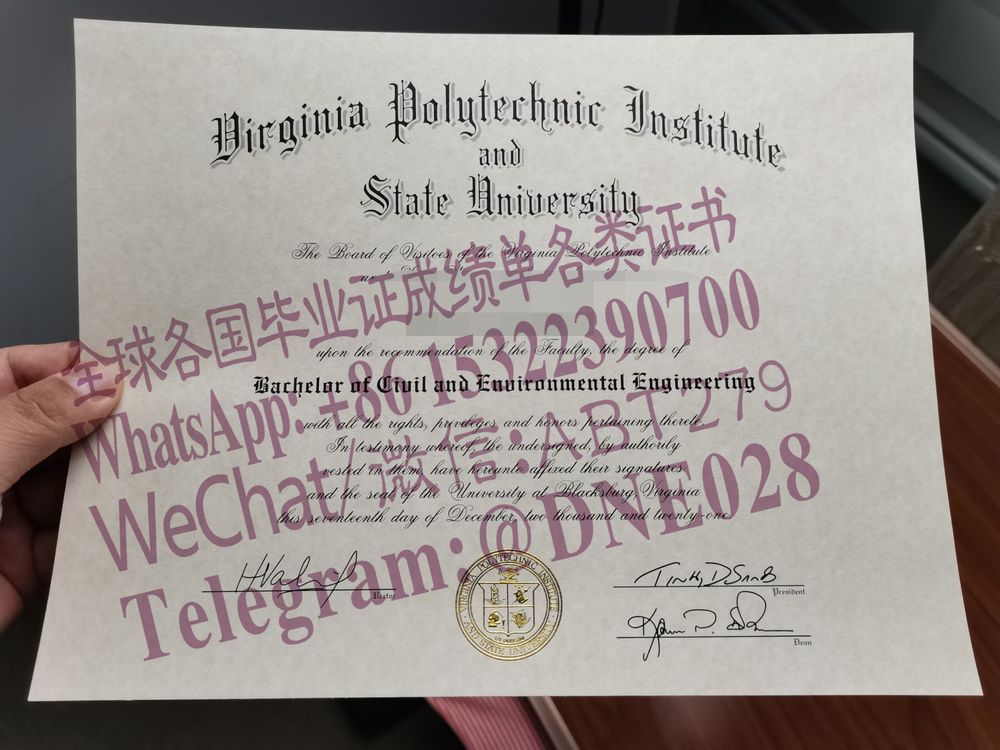 Virginia Polytechnic Institute
and
State University
The Board of Visitors of the Virginia Polytechnic Institute
upon the recommendation of the Faculty, the degree of
Bachelor of Civil and Environmental Engineering
with all the rights, privileges and honors pertaining thereto.
In testimony whereof, the undersigned, by authority
vested in them, have hereunto affixed their signatures
and the seal of the University at Blacksburg, Virginia
this seventeenth day of December, two thousand and twenty-one.
Rector
President
Dean
VIRGINIA POLYTECHNIC INSTITUTE
全球各国毕业证成绩单各类证书
WhatsApp: +86 15322390700
WeChat/微信: 279
Telegram: @DNE028